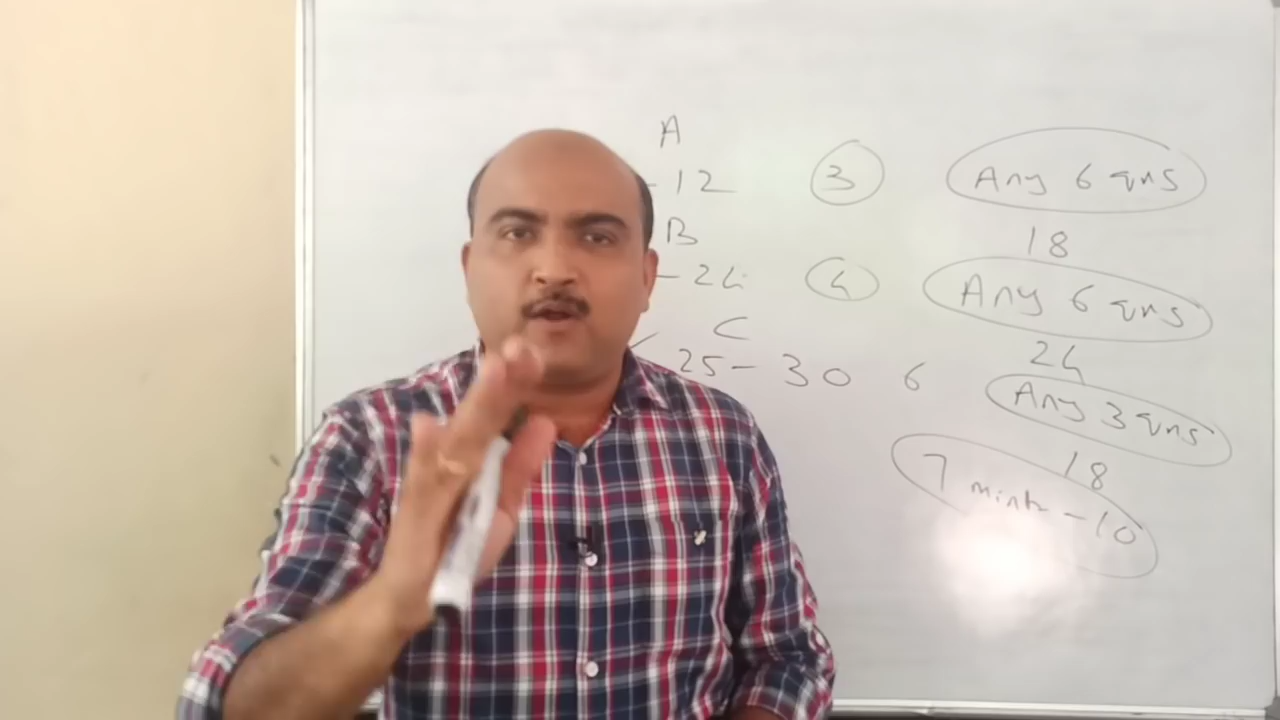 A
-12 3 Any 6 qns
18
B
-24 4 Any 6 qns
24
C
25-30 6 Any 3 qns
18
7 mints -10